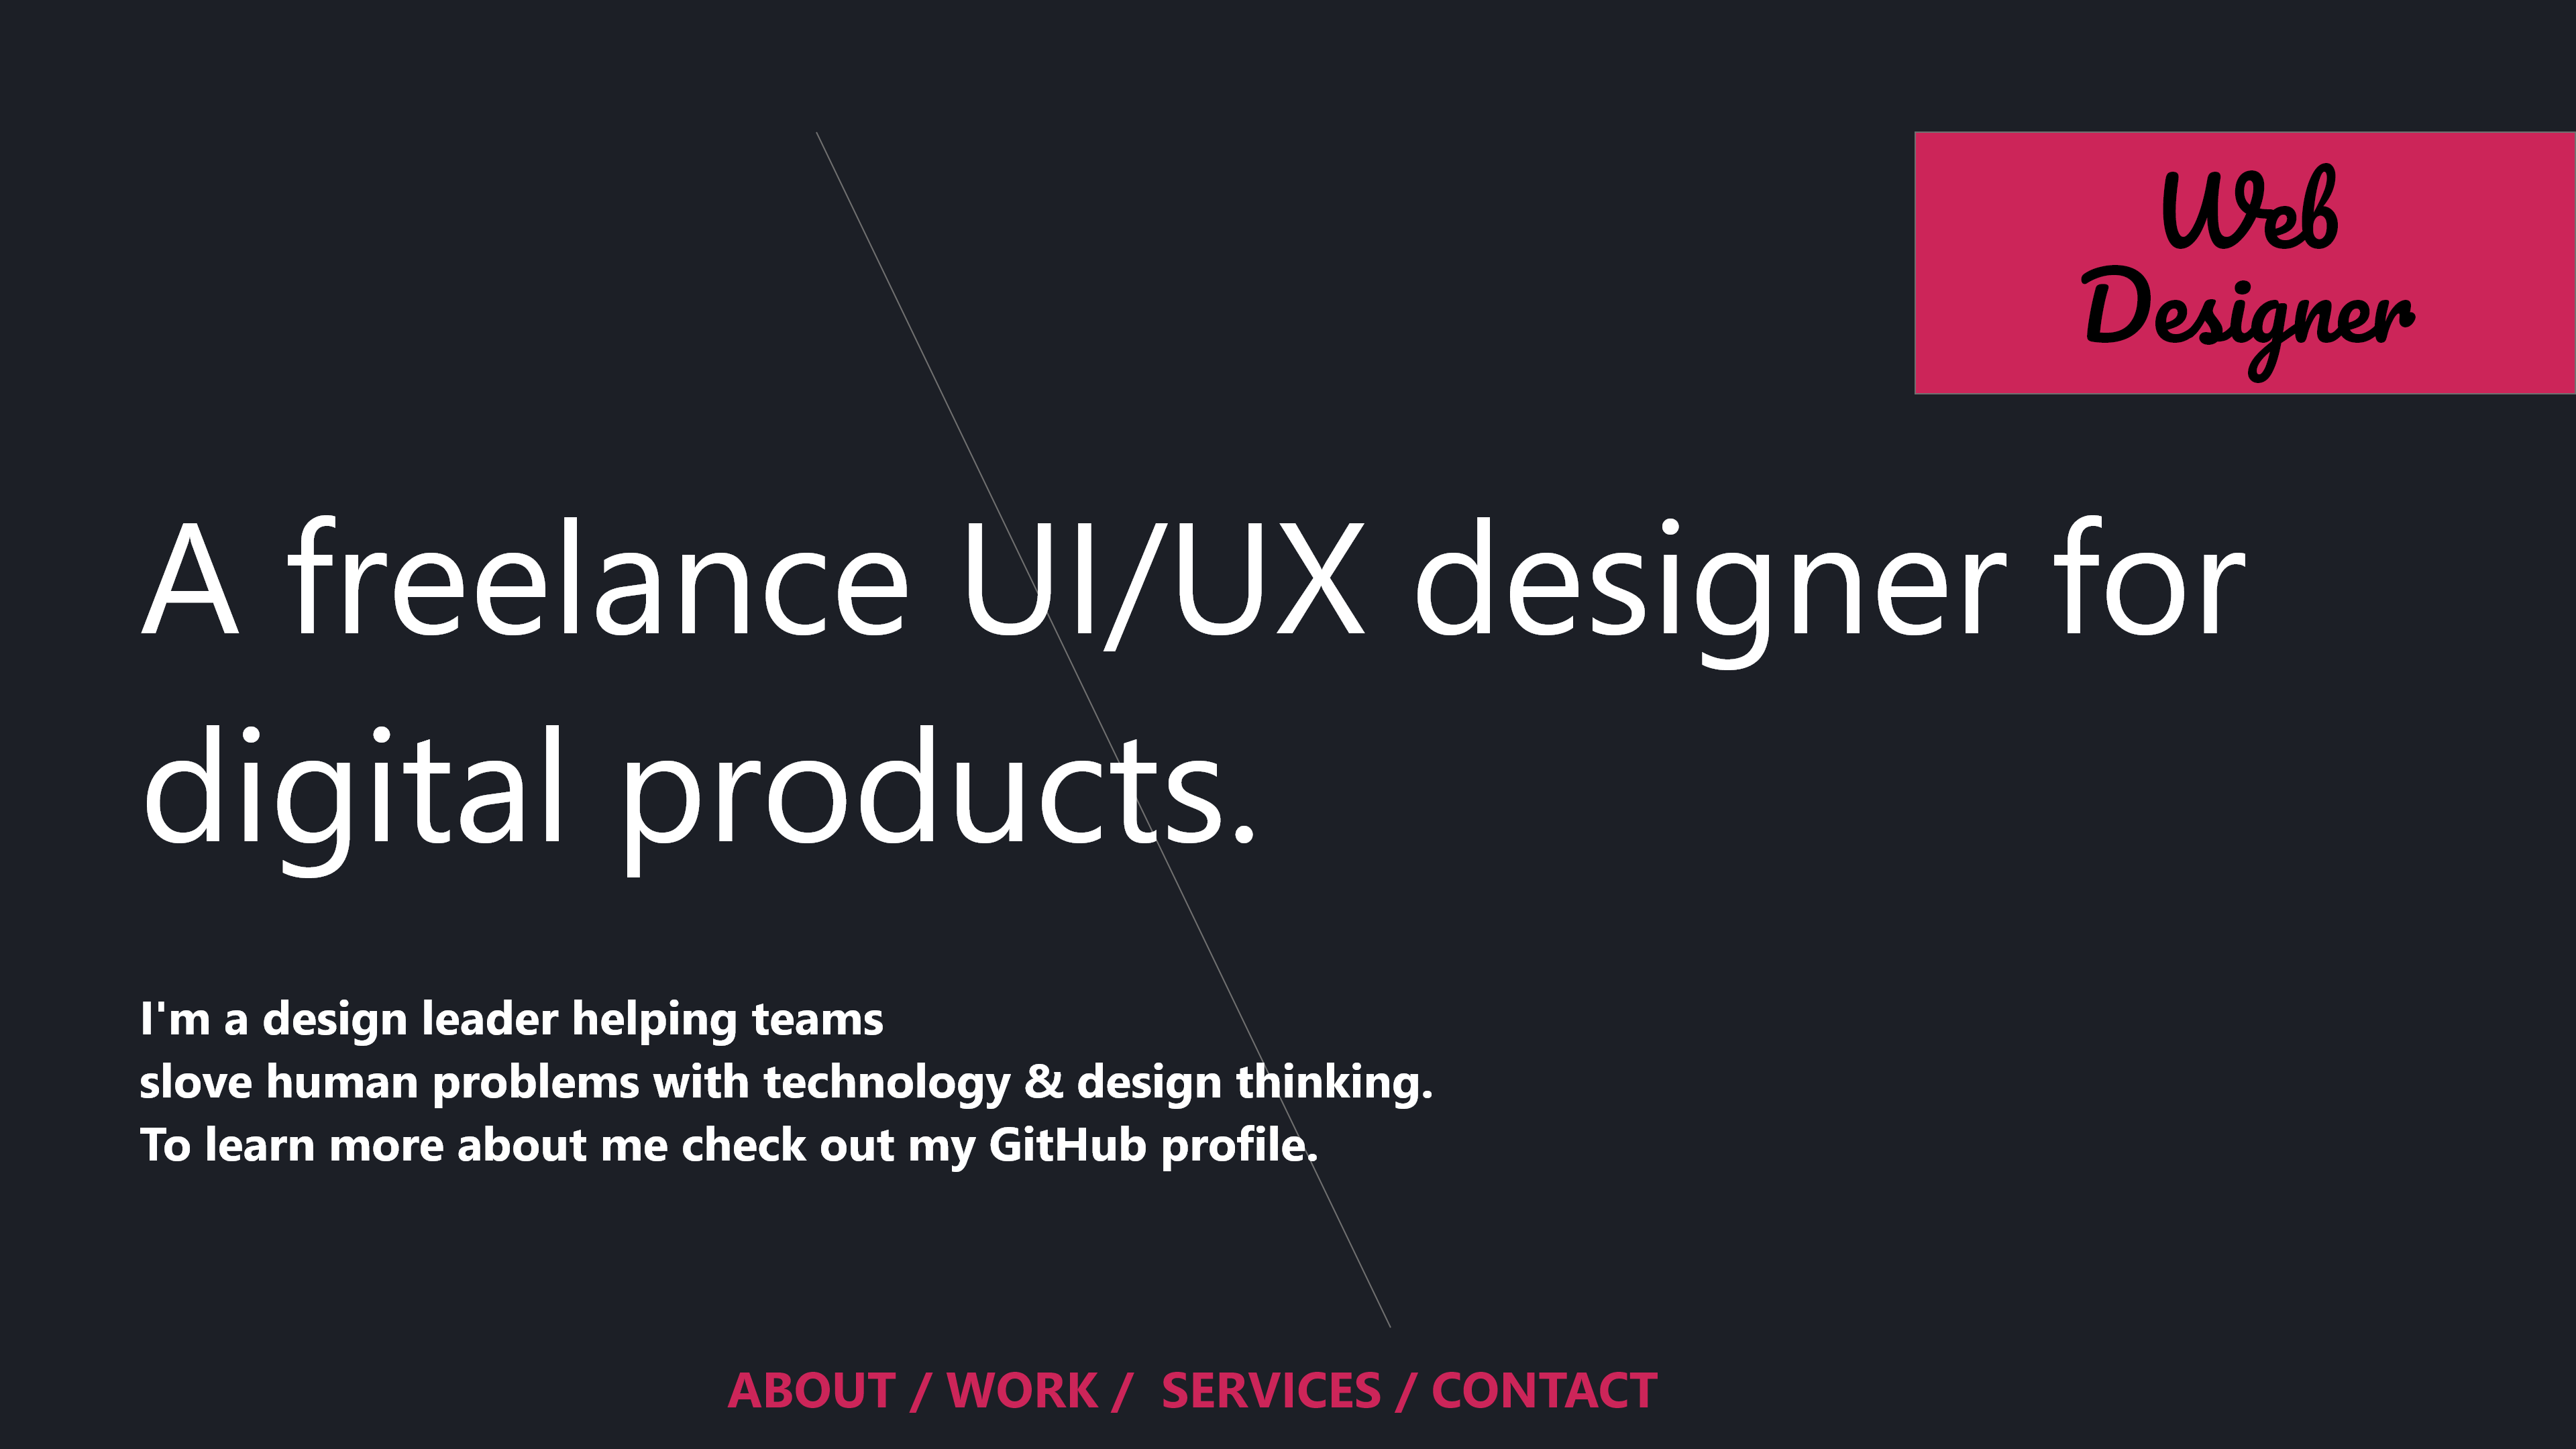 Web
Designer
A freelance UI/UX designer for
digital products.
I'm a design leader helping teams
slove human problems with technology & design thinking.
To learn more about me check out my GitHub profile.
ABOUT / WORK /  SERVICES / CONTACT